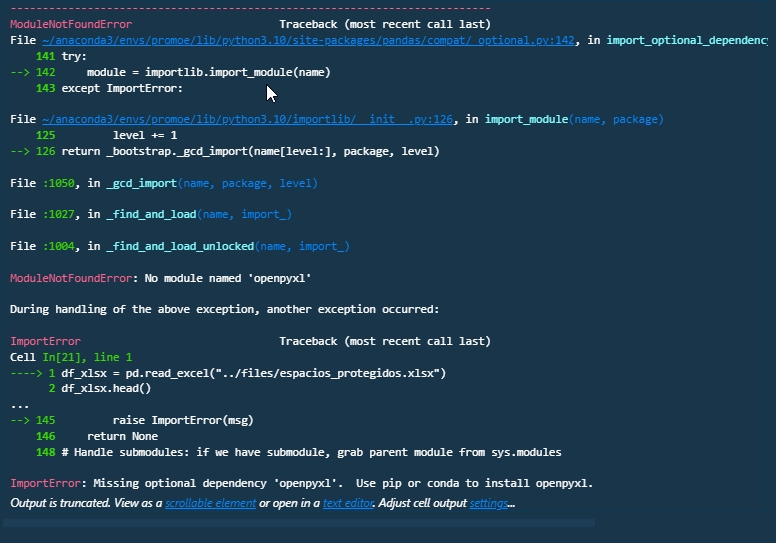 ---------------------------------------------------------------------------
ModuleNotFoundError                       Traceback (most recent call last)
File ~/anaconda3/envs/promoe/lib/python3.10/site-packages/pandas/compat/_optional.py:142, in import_optional_dependency
    141 try:
--> 142     module = importlib.import_module(name)
    143 except ImportError:
File ~/anaconda3/envs/promoe/lib/python3.10/importlib/__init__.py:126, in import_module(name, package)
    125         level += 1
--> 126 return _bootstrap._gcd_import(name[level:], package, level)
File :1050, in _gcd_import(name, package, level)
File :1027, in _find_and_load(name, import_)
File :1004, in _find_and_load_unlocked(name, import_)
ModuleNotFoundError: No module named 'openpyxl'
During handling of the above exception, another exception occurred:
ImportError                               Traceback (most recent call last)
Cell In[21], line 1
----> 1 df_xlsx = pd.read_excel("../files/espacios_protegidos.xlsx")
      2 df_xlsx.head()
...
--> 145         raise ImportError(msg)
    146     return None
    148 # Handle submodules: if we have submodule, grab parent module from sys.modules
ImportError: Missing optional dependency 'openpyxl'.  Use pip or conda to install openpyxl.
Output is truncated. View as a scrollable element or open in a text editor. Adjust cell output settings...